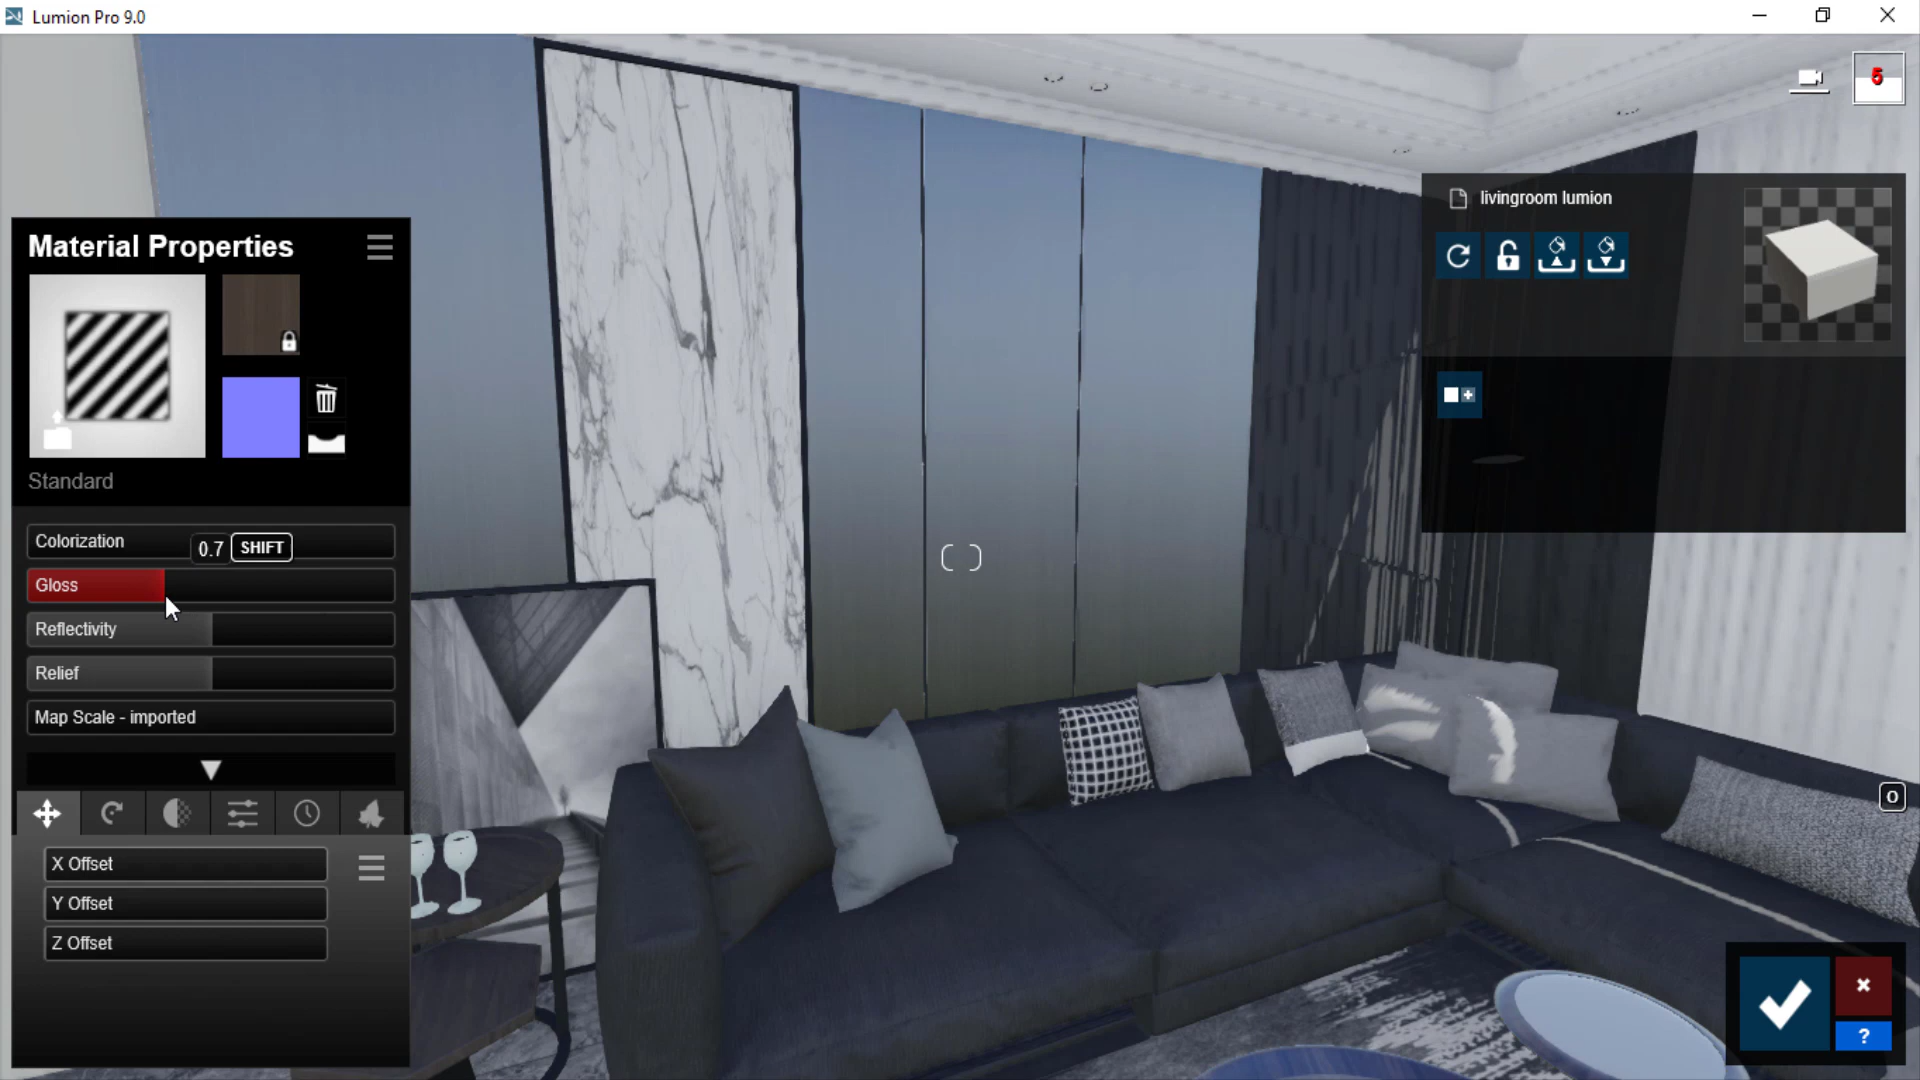 Lumion Pro 9.0
5
livingroom lumion
Material Properties
Standard
Colorization
0.7 SHIFT
Gloss
Reflectivity
Relief
Map Scale - imported
X Offset
Y Offset
Z Offset
O
?